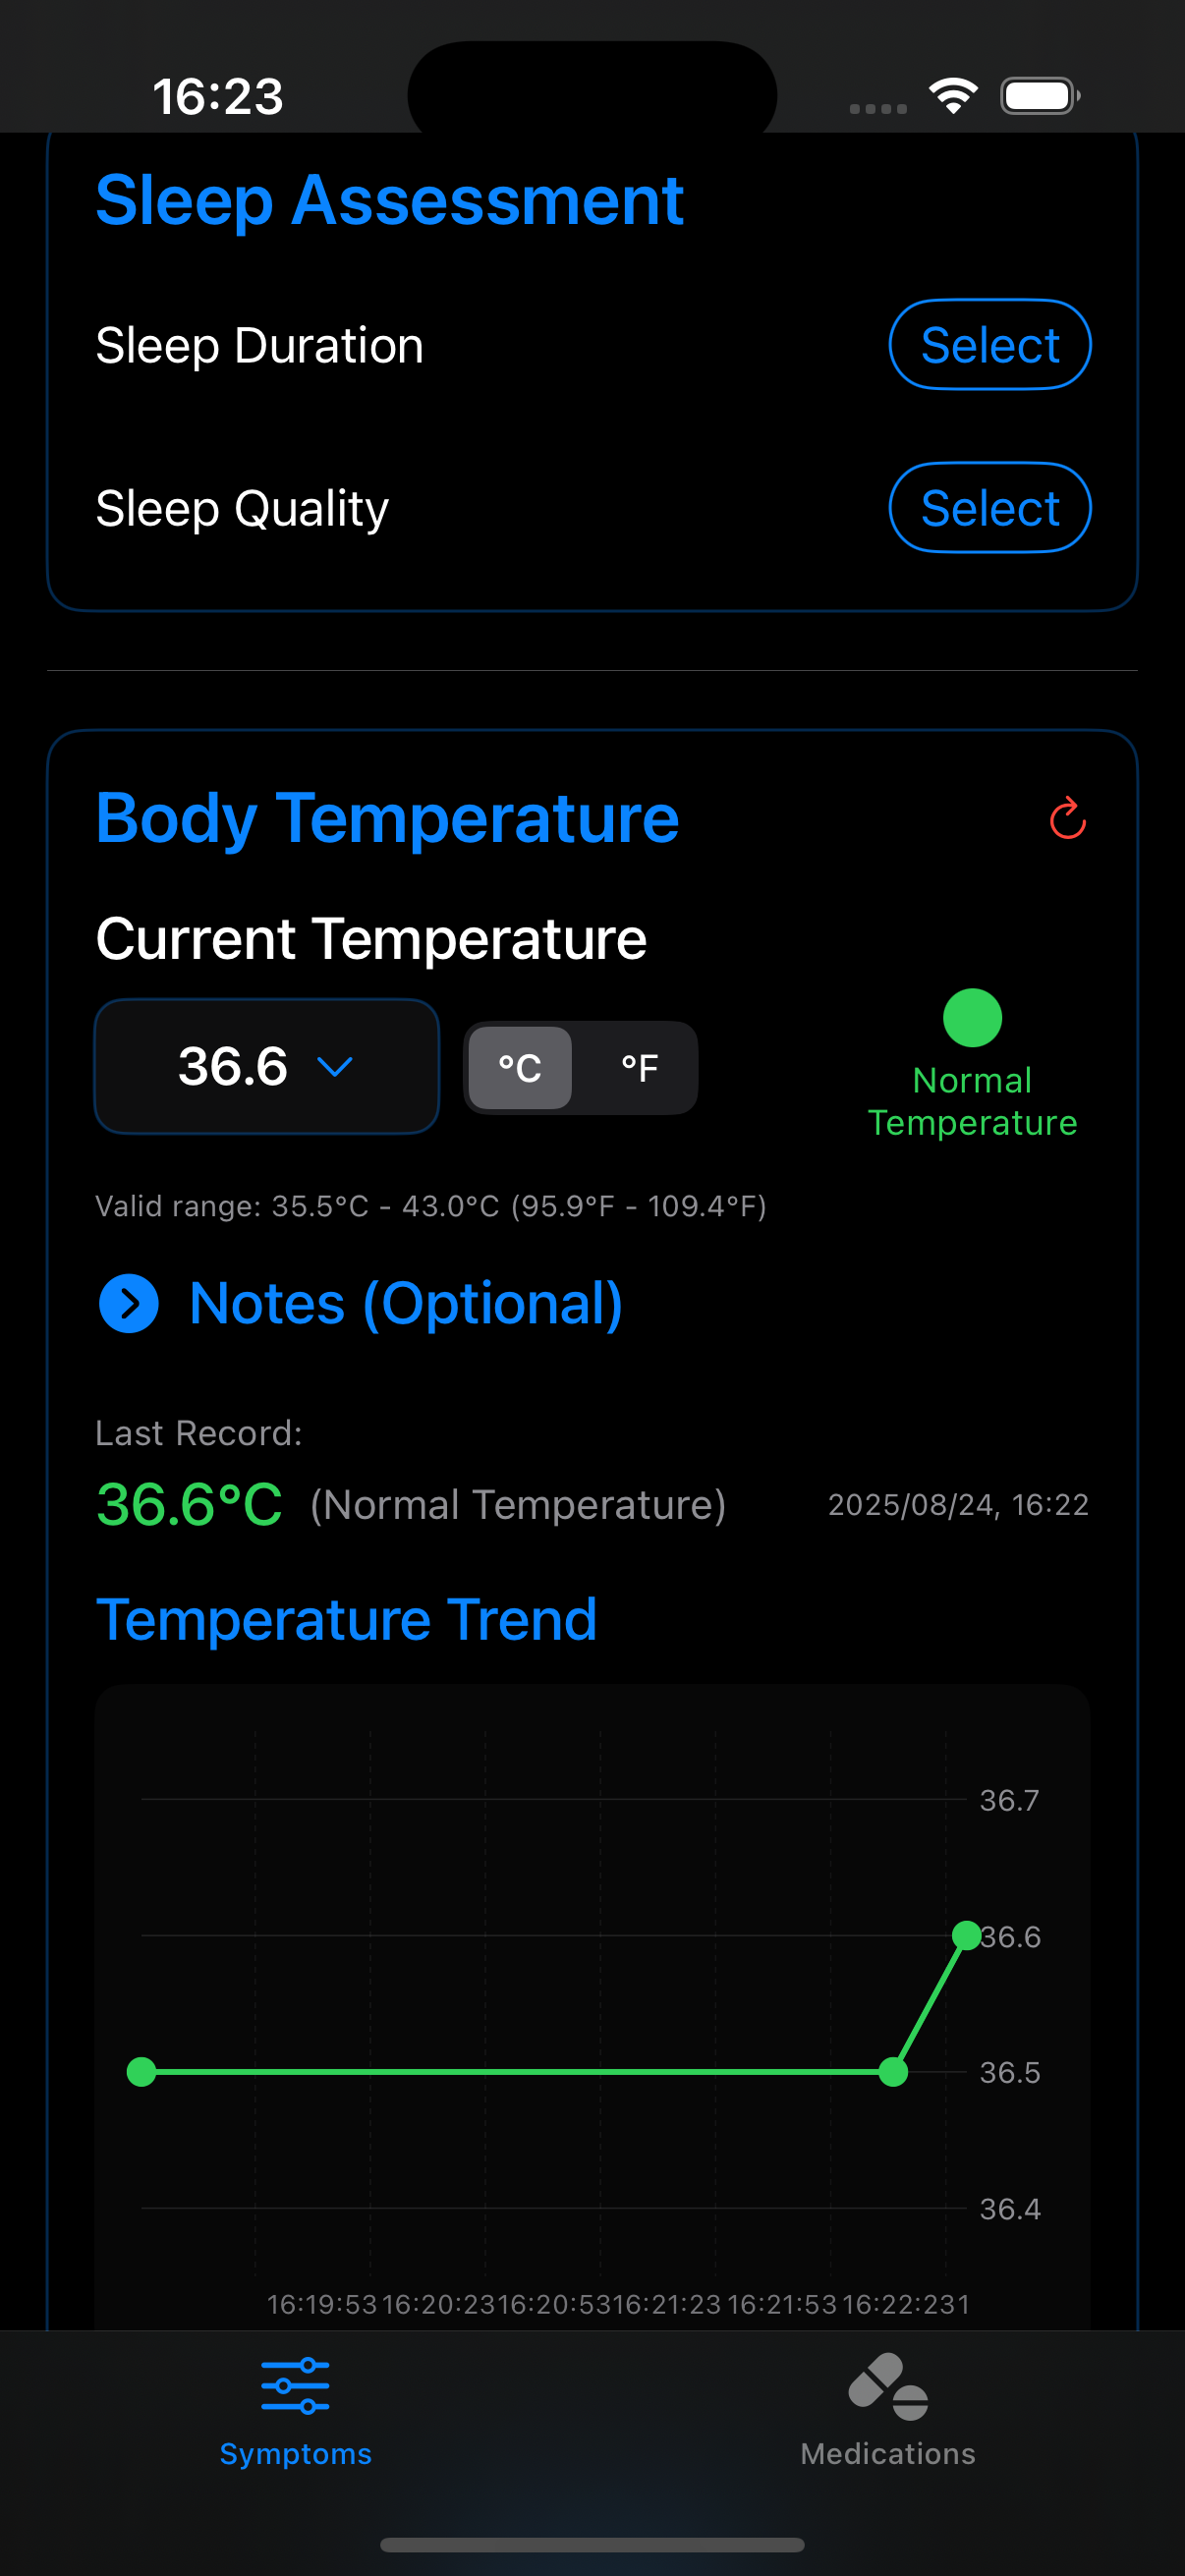 16:23
Sleep Assessment
Sleep Duration
Select
Sleep Quality
Select
Body Temperature
Current Temperature
36.6
°C
°F
Normal
Temperature
Valid range: 35.5°C - 43.0°C (95.9°F - 109.4°F)
Notes (Optional)
Last Record:
36.6°C (Normal Temperature) 2025/08/24, 16:22
Temperature Trend
36.7
36.6
36.5
36.4
16:19:53 16:20:23 16:20:53 16:21:23 16:21:53 16:22:23 1
Symptoms
Medications